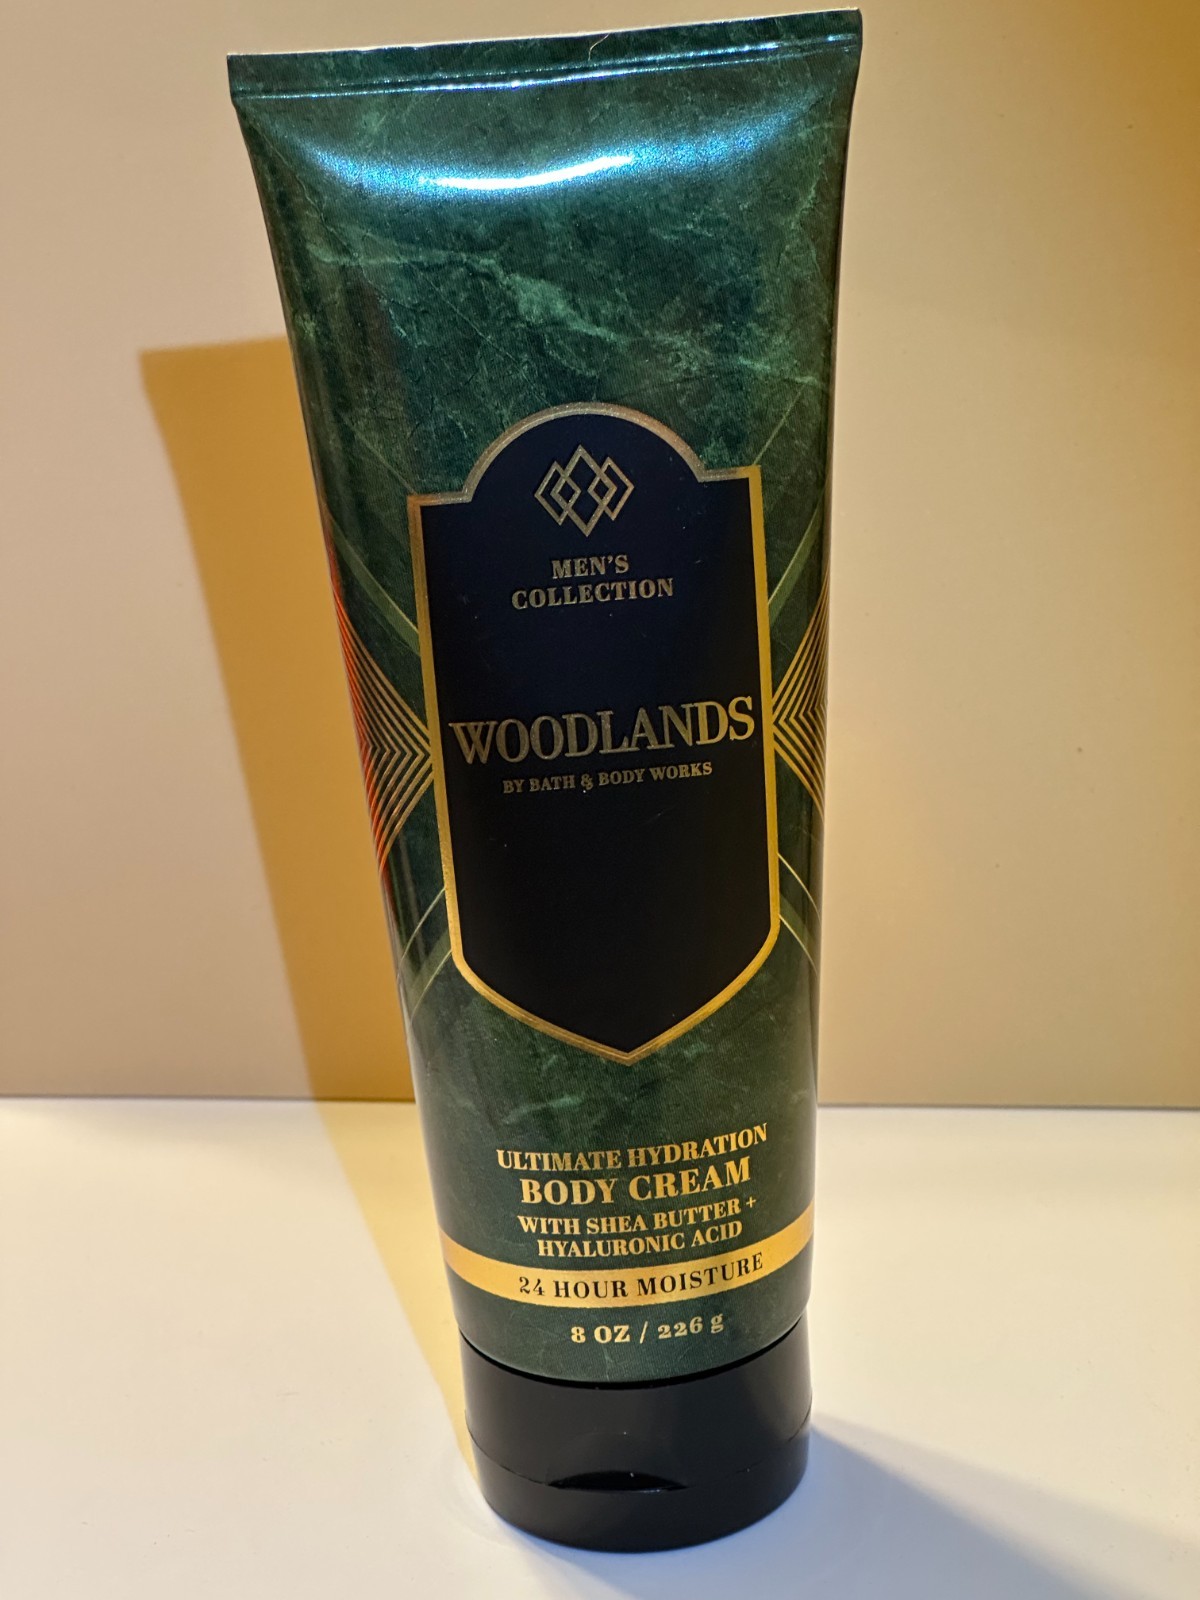 MEN'S
COLLECTION
WOODLANDS
BY BATH & BODY WORKS
ULTIMATE HYDRATION
BODY CREAM
WITH SHEA BUTTER +
HYALURONIC ACID
24 HOUR MOISTURE
8 OZ / 226 g